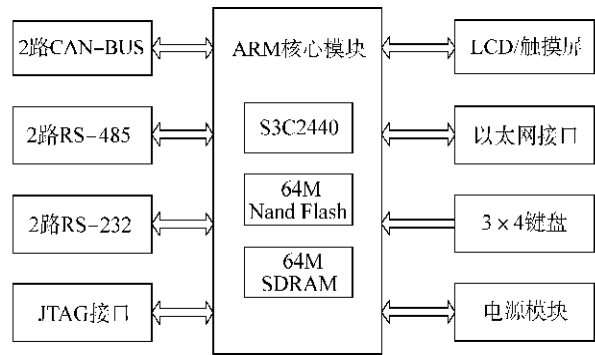 2路CAN-BUS
ARM核心模块
LCD/触摸屏
2路RS-485
S3C2440
以太网接口
64M
Nand Flash
2路RS-232
3×4键盘
64M
SDRAM
JTAG接口
电源模块